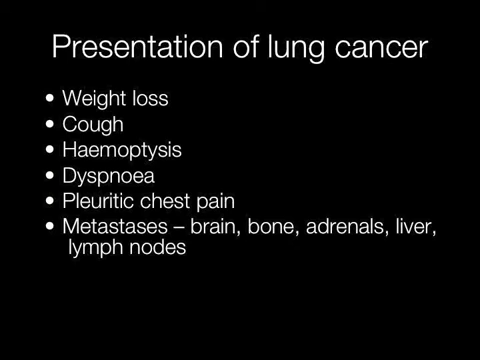 Presentation of lung cancer
• Weight loss
• Cough
• Haemoptysis
• Dyspnoea
• Pleuritic chest pain
• Metastases – brain, bone, adrenals, liver,
lymph nodes